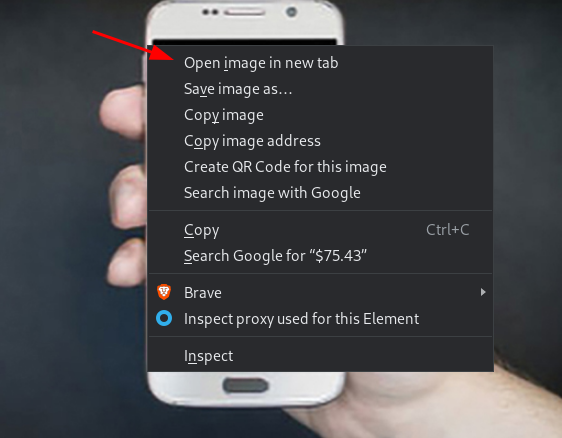 Open image in new tab
Save image as…
Copy image
Copy image address
Create QR Code for this image
Search image with Google
Copy Ctrl+C
Search Google for “$75.43”
Brave
Inspect proxy used for this Element
Inspect